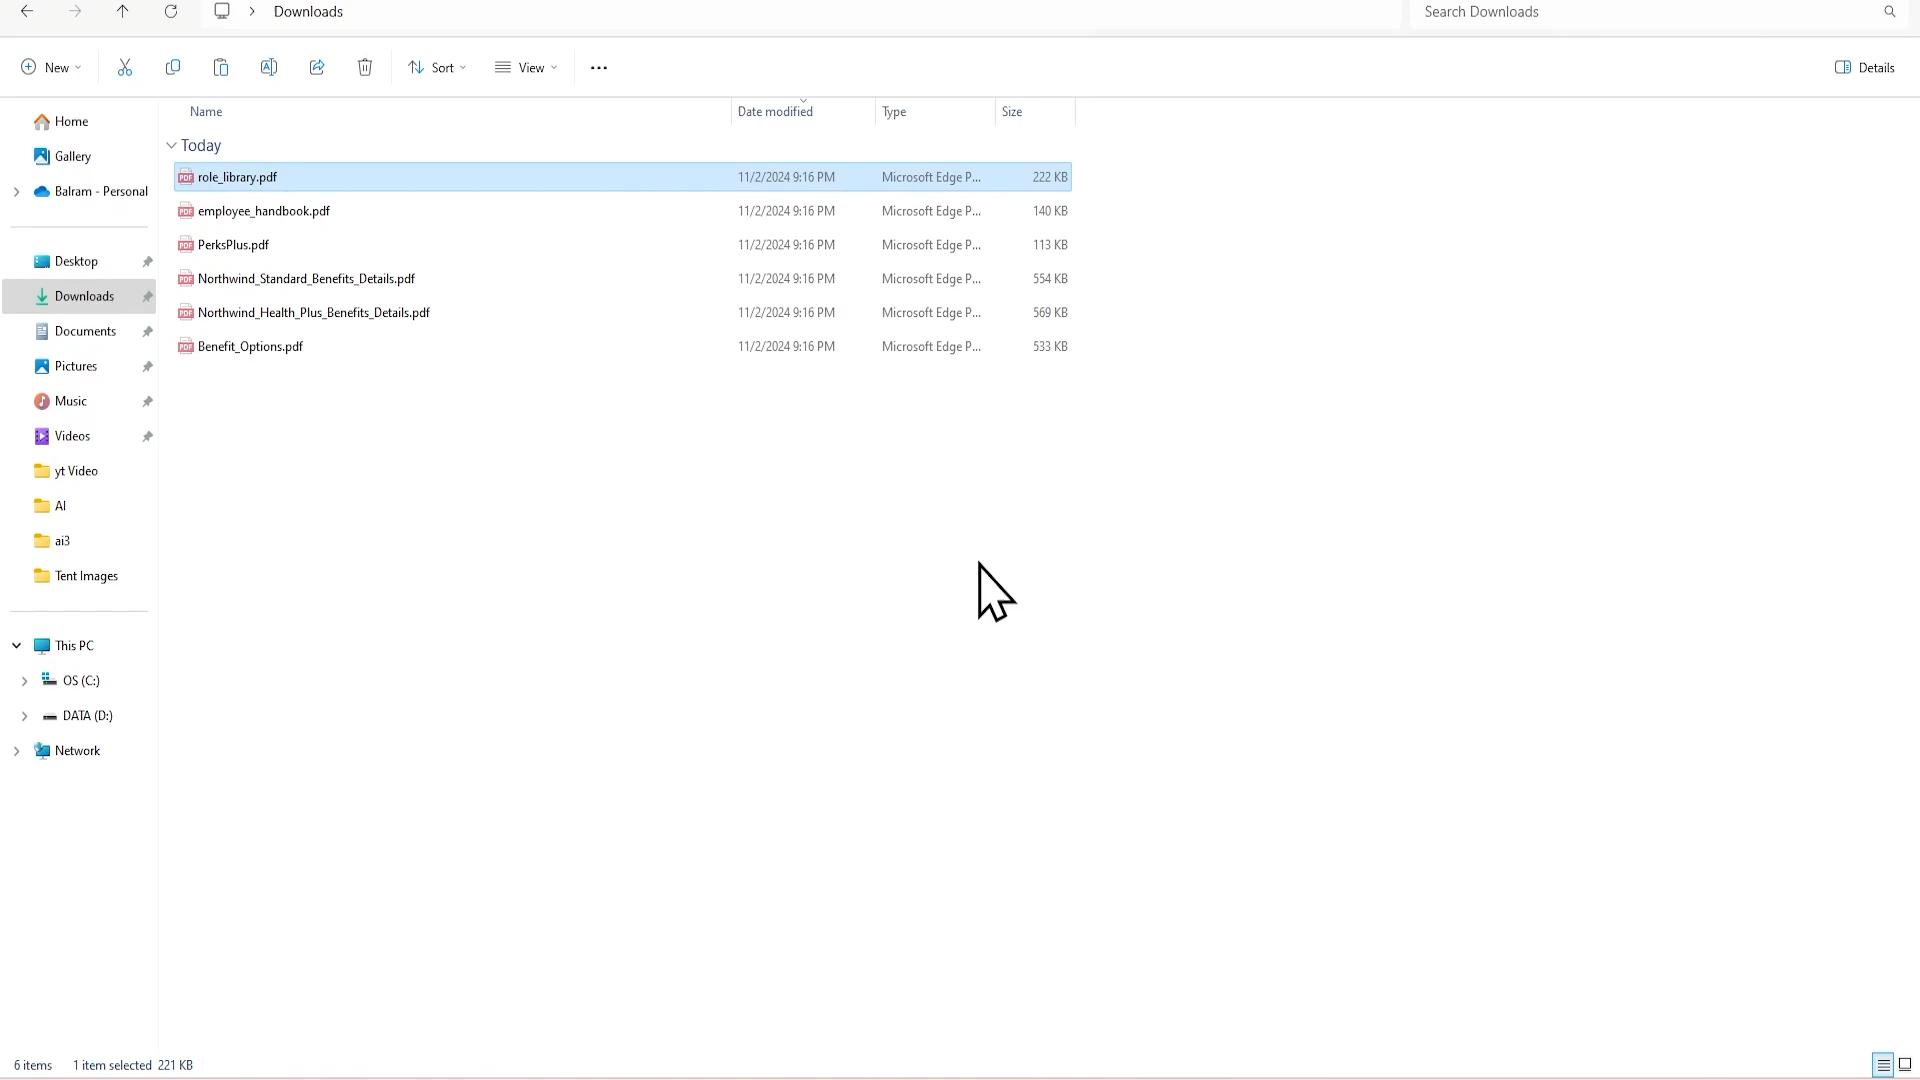 Downloads
Search Downloads
New
Sort
View
Details
Name Date modified Type Size
Home
Gallery
Balram - Personal
Desktop
Downloads
Documents
Pictures
Music
Videos
yt Video
AI
ai3
Tent Images
This PC
OS (C:)
DATA (D:)
Network
Today
role_library.pdf 11/2/2024 9:16 PM Microsoft Edge P... 222 KB
employee_handbook.pdf 11/2/2024 9:16 PM Microsoft Edge P... 140 KB
PerksPlus.pdf 11/2/2024 9:16 PM Microsoft Edge P... 113 KB
Northwind_Standard_Benefits_Details.pdf 11/2/2024 9:16 PM Microsoft Edge P... 554 KB
Northwind_Health_Plus_Benefits_Details.pdf 11/2/2024 9:16 PM Microsoft Edge P... 569 KB
Benefit_Options.pdf 11/2/2024 9:16 PM Microsoft Edge P... 533 KB
6 items 1 item selected 221 KB